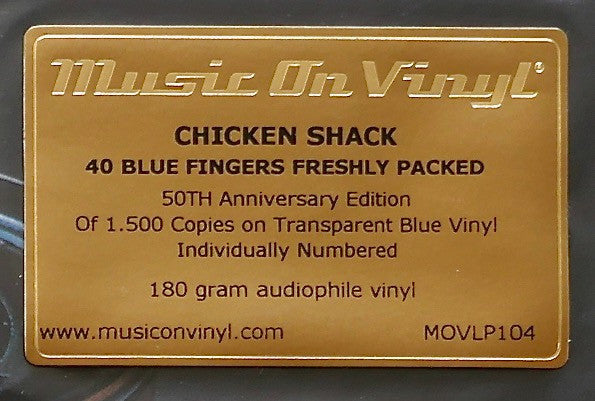 Music On Vinyl®
CHICKEN SHACK
40 BLUE FINGERS FRESHLY PACKED
50TH Anniversary Edition
Of 1.500 Copies on Transparent Blue Vinyl
Individually Numbered
180 gram audiophile vinyl
www.musiconvinyl.com MOVLP104